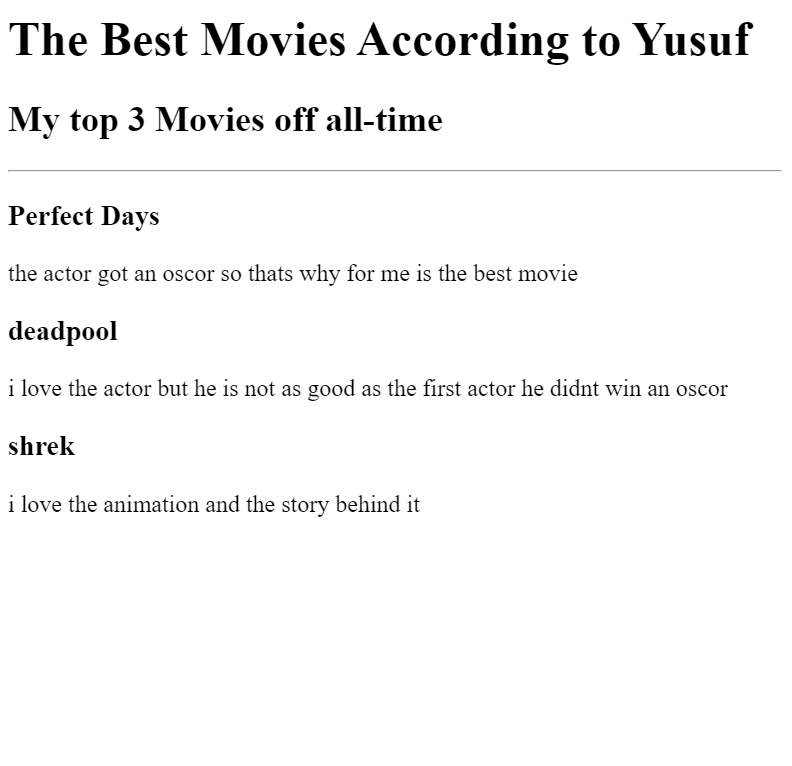 The Best Movies According to Yusuf
My top 3 Movies off all-time
Perfect Days
the actor got an oscor so thats why for me is the best movie
deadpool
i love the actor but he is not as good as the first actor he didnt win an oscor
shrek
i love the animation and the story behind it